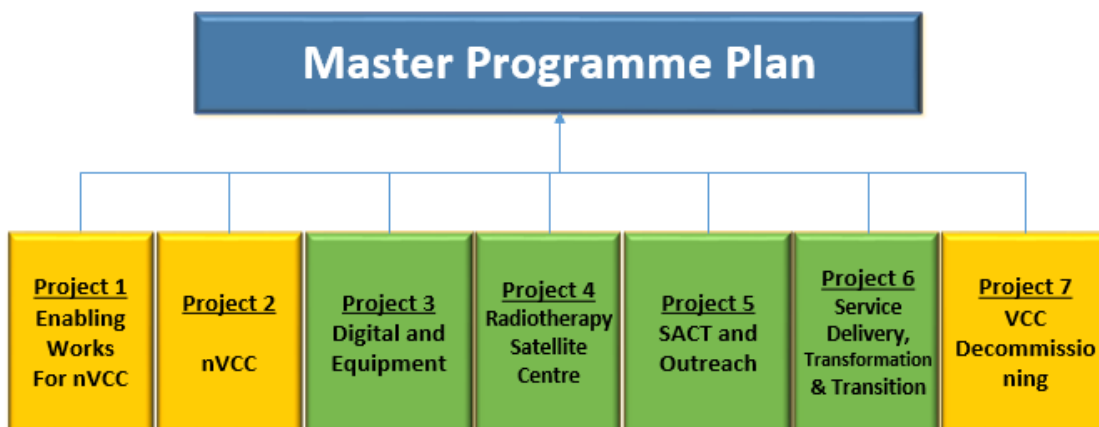 Master Programme Plan
Project 1
Enabling
Works
For nVCC
Project 2
nVCC
Project 3
Digital and
Equipment
Project 4
Radiotherapy
Satellite
Centre
Project 5
SACT and
Outreach
Project 6
Service
Delivery,
Transformation
& Transition
Project 7
VCC
Decommissio
ning